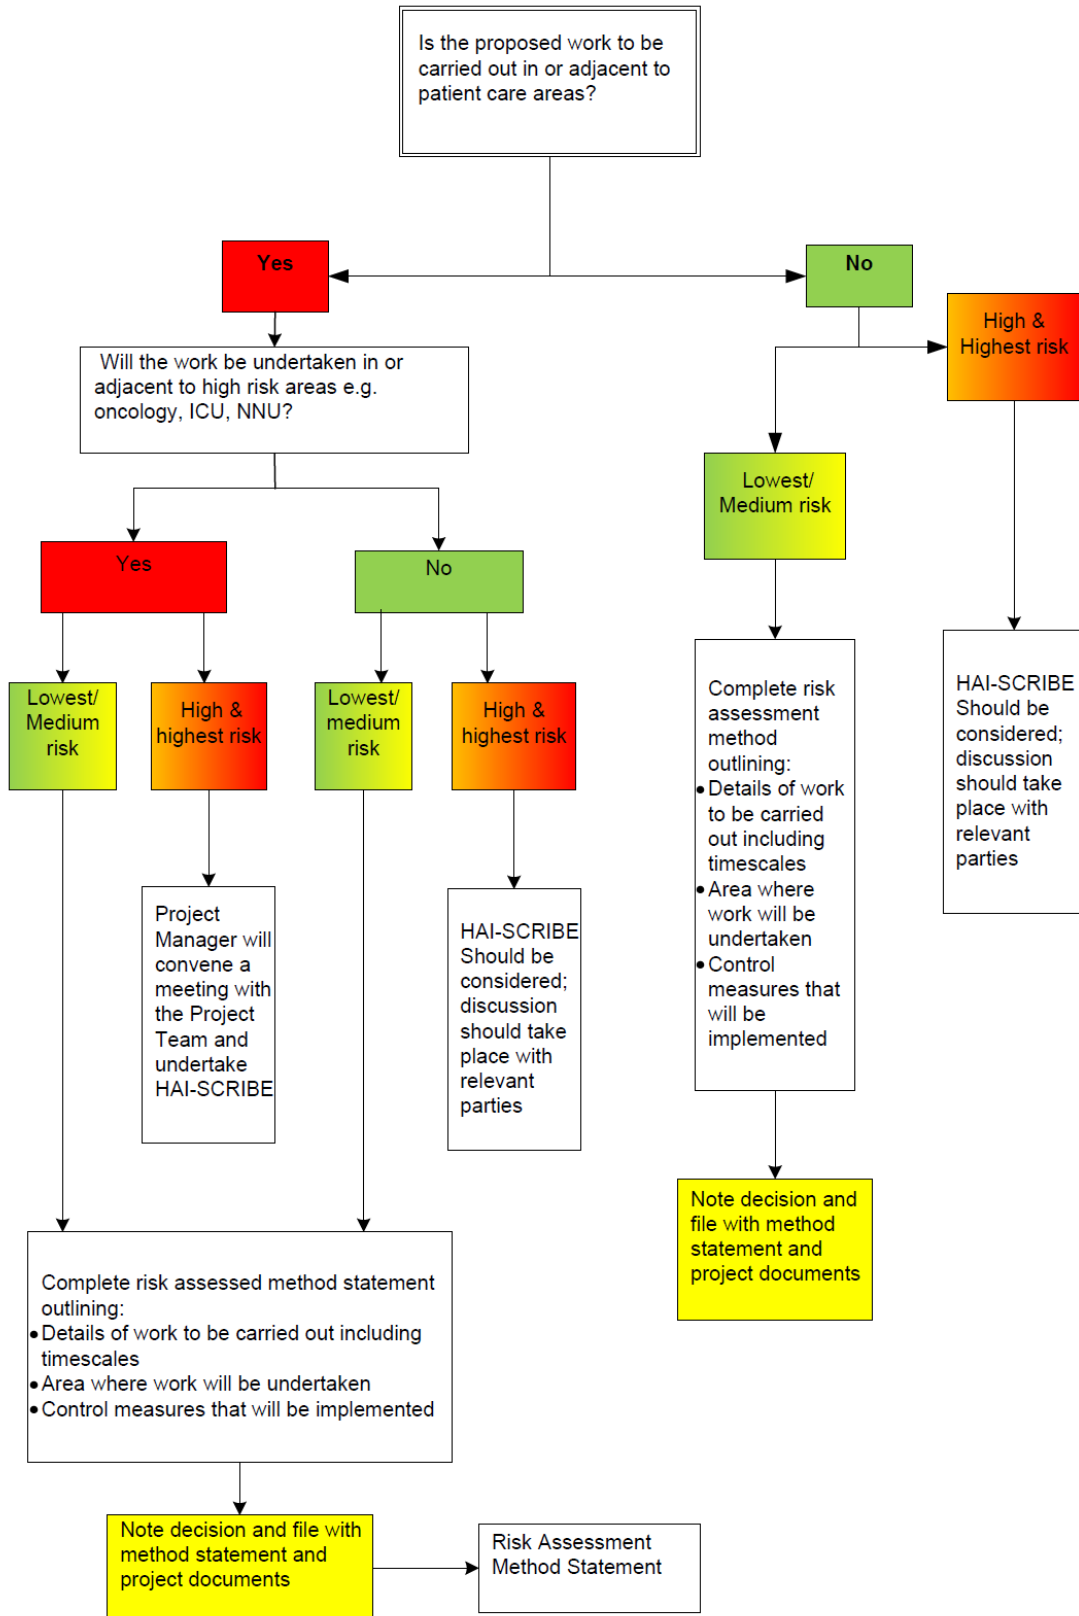 Is the proposed work to be
carried out in or adjacent to
patient care areas?
Yes
No
High &
Highest risk
Will the work be undertaken in or
adjacent to high risk areas e.g.
oncology, ICU, NNU?
Lowest/
Medium risk
Yes
No
Lowest/
Medium
risk
High &
highest risk
Lowest/
medium
risk
High &
highest risk
Complete risk
assessment
method
outlining:
• Details of work
to be carried
out including
timescales
• Area where
work will be
undertaken
• Control
measures that
will be
implemented
HAI-SCRIBE
Should be
considered;
discussion
should take
place with
relevant
parties
Project
Manager will
convene a
meeting with
the Project
Team and
undertake
HAI-SCRIBE
HAI-SCRIBE
Should be
considered;
discussion
should take
place with
relevant
parties
Note decision and
file with method
statement and
project documents
Complete risk assessed method statement
outlining:
• Details of work to be carried out including
timescales
• Area where work will be undertaken
• Control measures that will be implemented
Note decision and file with
method statement and
project documents
Risk Assessment
Method Statement